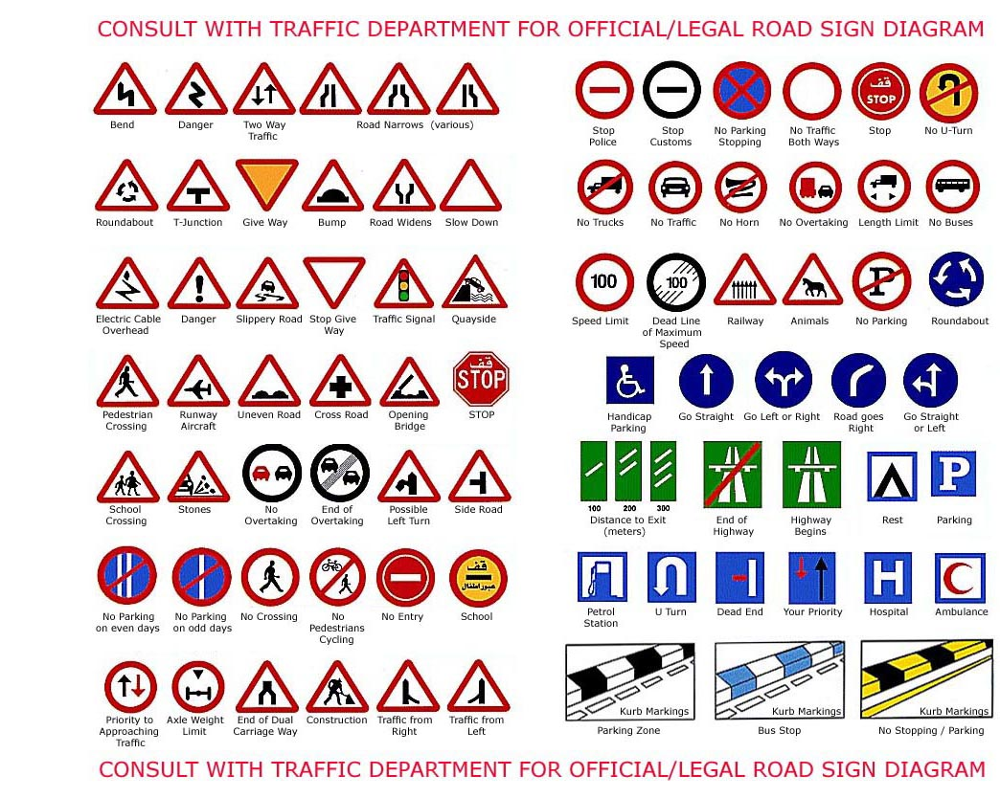 CONSULT WITH TRAFFIC DEPARTMENT FOR OFFICIAL/LEGAL ROAD SIGN DIAGRAM
Bend
Danger
Two Way
Traffic
Road Narrows (various)
Roundabout
T-Junction
Give Way
Bump
Road Widens
Slow Down
Electric Cable
Overhead
Danger
Slippery Road
Stop Give
Way
Traffic Signal
Quayside
قف
STOP
Pedestrian
Crossing
Runway
Aircraft
Uneven Road
Cross Road
Opening
Bridge
STOP
School
Crossing
Stones
No
Overtaking
End of
Overtaking
Possible
Left Turn
Side Road
قف
عبور اطفال
No Parking
on even days
No Parking
on odd days
No Crossing
No
Pedestrians
Cycling
No Entry
School
Priority to
Approaching
Traffic
Axle Weight
Limit
End of Dual
Carriage Way
Construction
Traffic from
Right
Traffic from
Left
قف
STOP
Stop
Police
Stop
Customs
No Parking
Stopping
No Traffic
Both Ways
Stop
No U-Turn
No Trucks
No Traffic
No Horn
No Overtaking
Length Limit
No Buses
100
100
P
Speed Limit
Dead Line
of Maximum
Speed
Railway
Animals
No Parking
Roundabout
Handicap
Parking
Go Straight
Go Left or Right
Road goes
Right
Go Straight
or Left
P
100
200
300
Distance to Exit
(meters)
End of
Highway
Highway
Begins
Rest
Parking
H
Petrol
Station
U Turn
Dead End
Your Priority
Hospital
Ambulance
Kurb Markings
Kurb Markings
Kurb Markings
Parking Zone
Bus Stop
No Stopping / Parking
CONSULT WITH TRAFFIC DEPARTMENT FOR OFFICIAL/LEGAL ROAD SIGN DIAGRAM